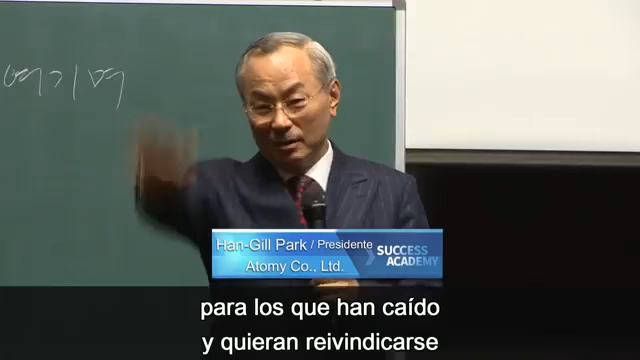 Han-Gill Park / Presidente
Atomy Co., Ltd.
SUCCESS
ACADEMY
para los que han caído
y quieran reivindicarse